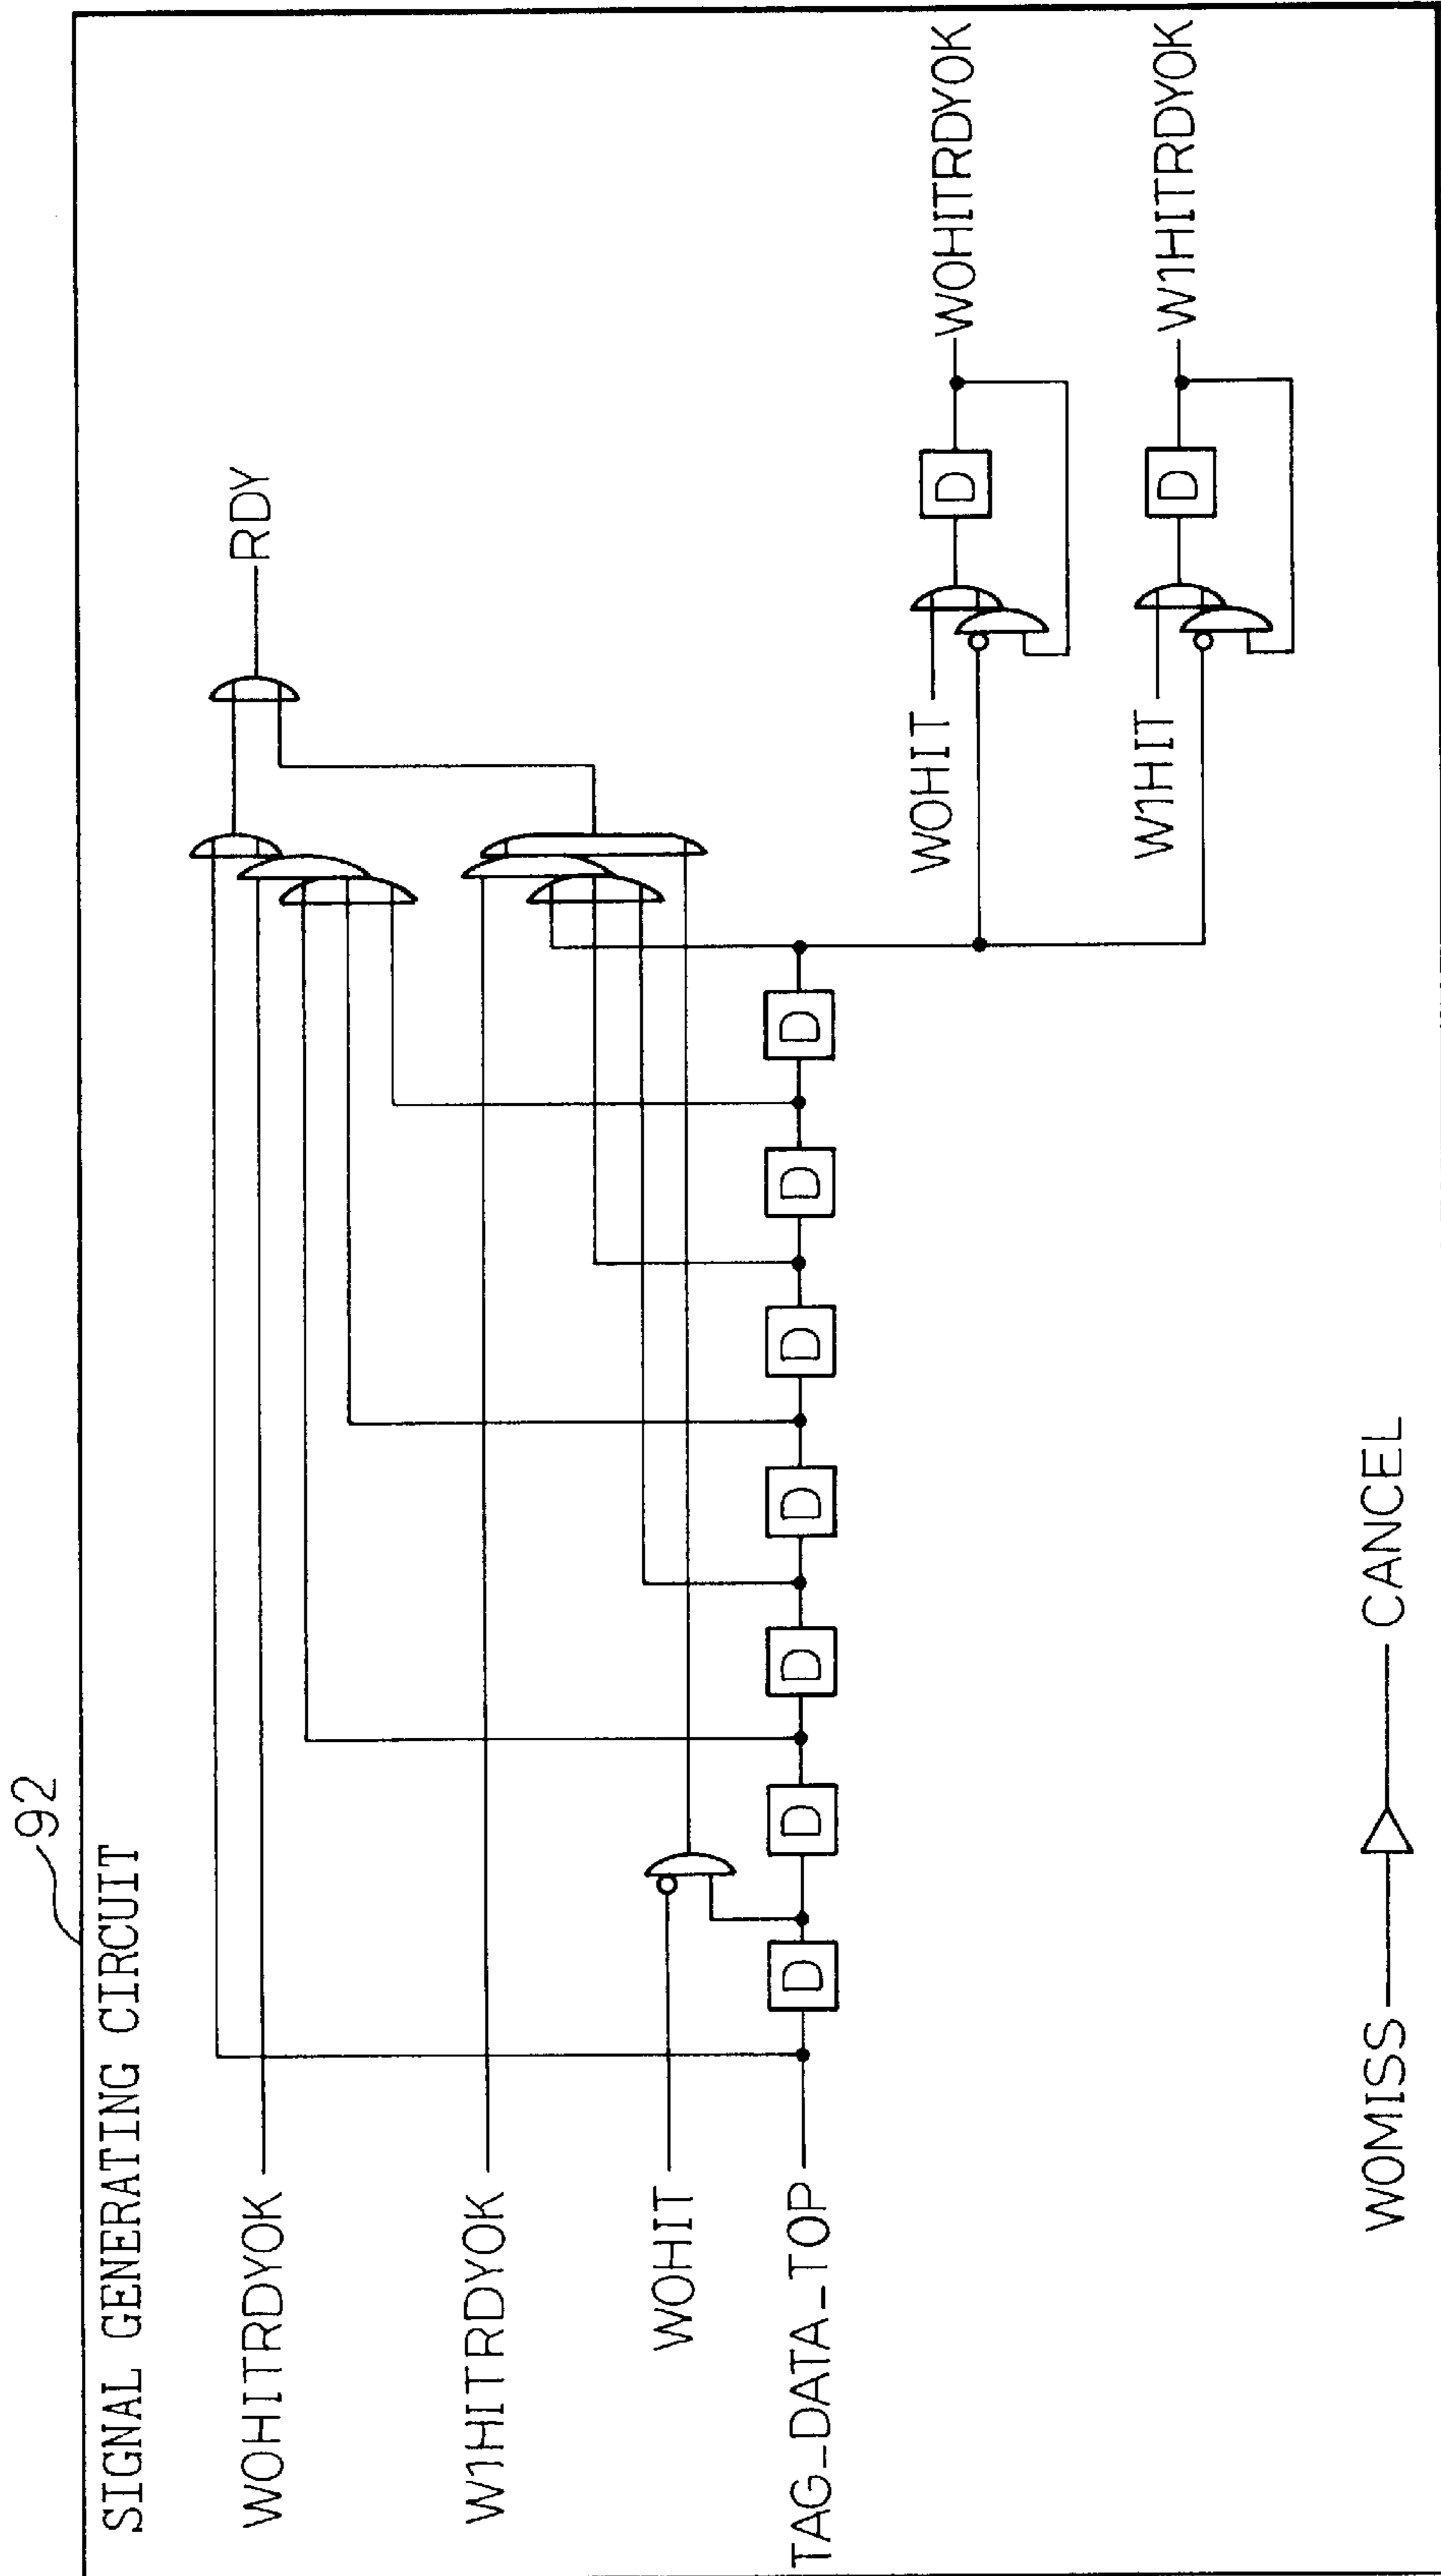 92
SIGNAL GENERATING CIRCUIT
W0HITRDYOK
W1HITRDYOK
W0HIT
TAG_DATA_TOP
D
D
D
D
D
D
D
RDY
W0HIT
D
W0HITRDYOK
W1HIT
D
W1HITRDYOK
W0MISS
CANCEL